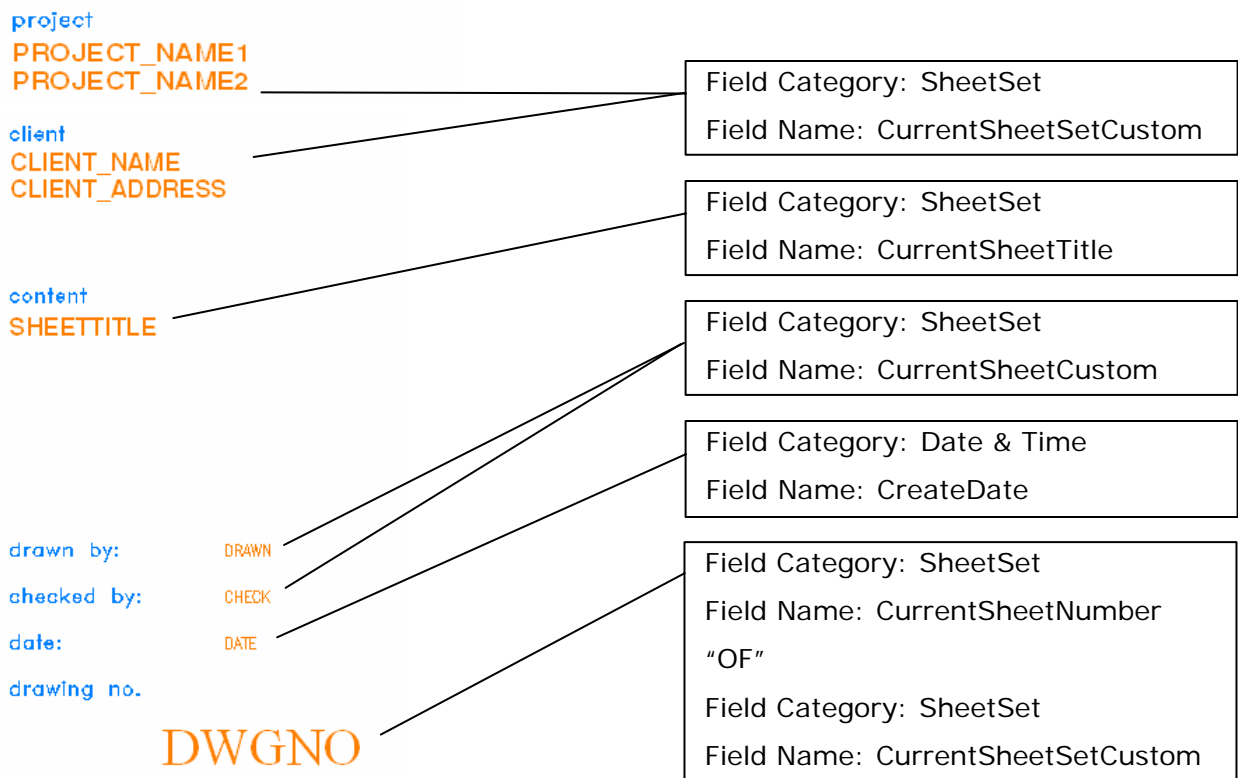 project
PROJECT_NAME1
PROJECT_NAME2
client
CLIENT_NAME
CLIENT_ADDRESS
content
SHEETTITLE
drawn by: DRAWN
checked by: CHECK
date: DATE
drawing no.
DWGNO
Field Category: SheetSet
Field Name: CurrentSheetSetCustom
Field Category: SheetSet
Field Name: CurrentSheetTitle
Field Category: SheetSet
Field Name: CurrentSheetCustom
Field Category: Date & Time
Field Name: CreateDate
Field Category: SheetSet
Field Name: CurrentSheetNumber
“OF”
Field Category: SheetSet
Field Name: CurrentSheetSetCustom